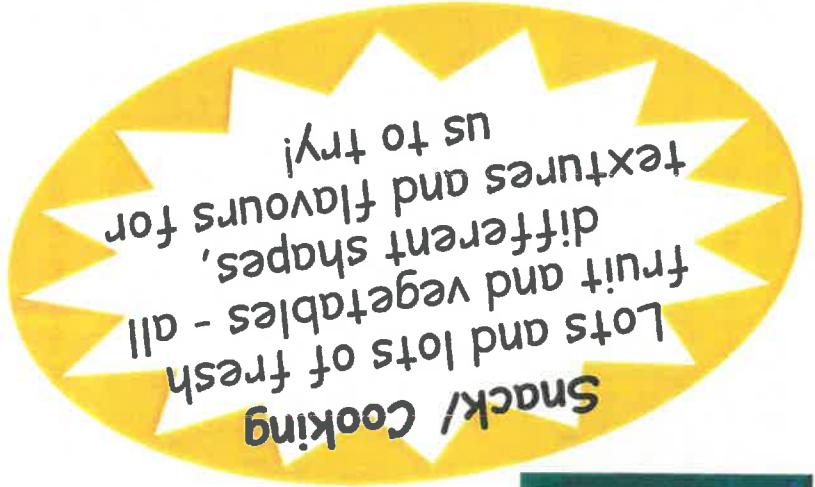 Snack/ Cooking
Lots and lots of fresh
fruit and vegetables - all
different shapes,
textures and flavours for
us to try!